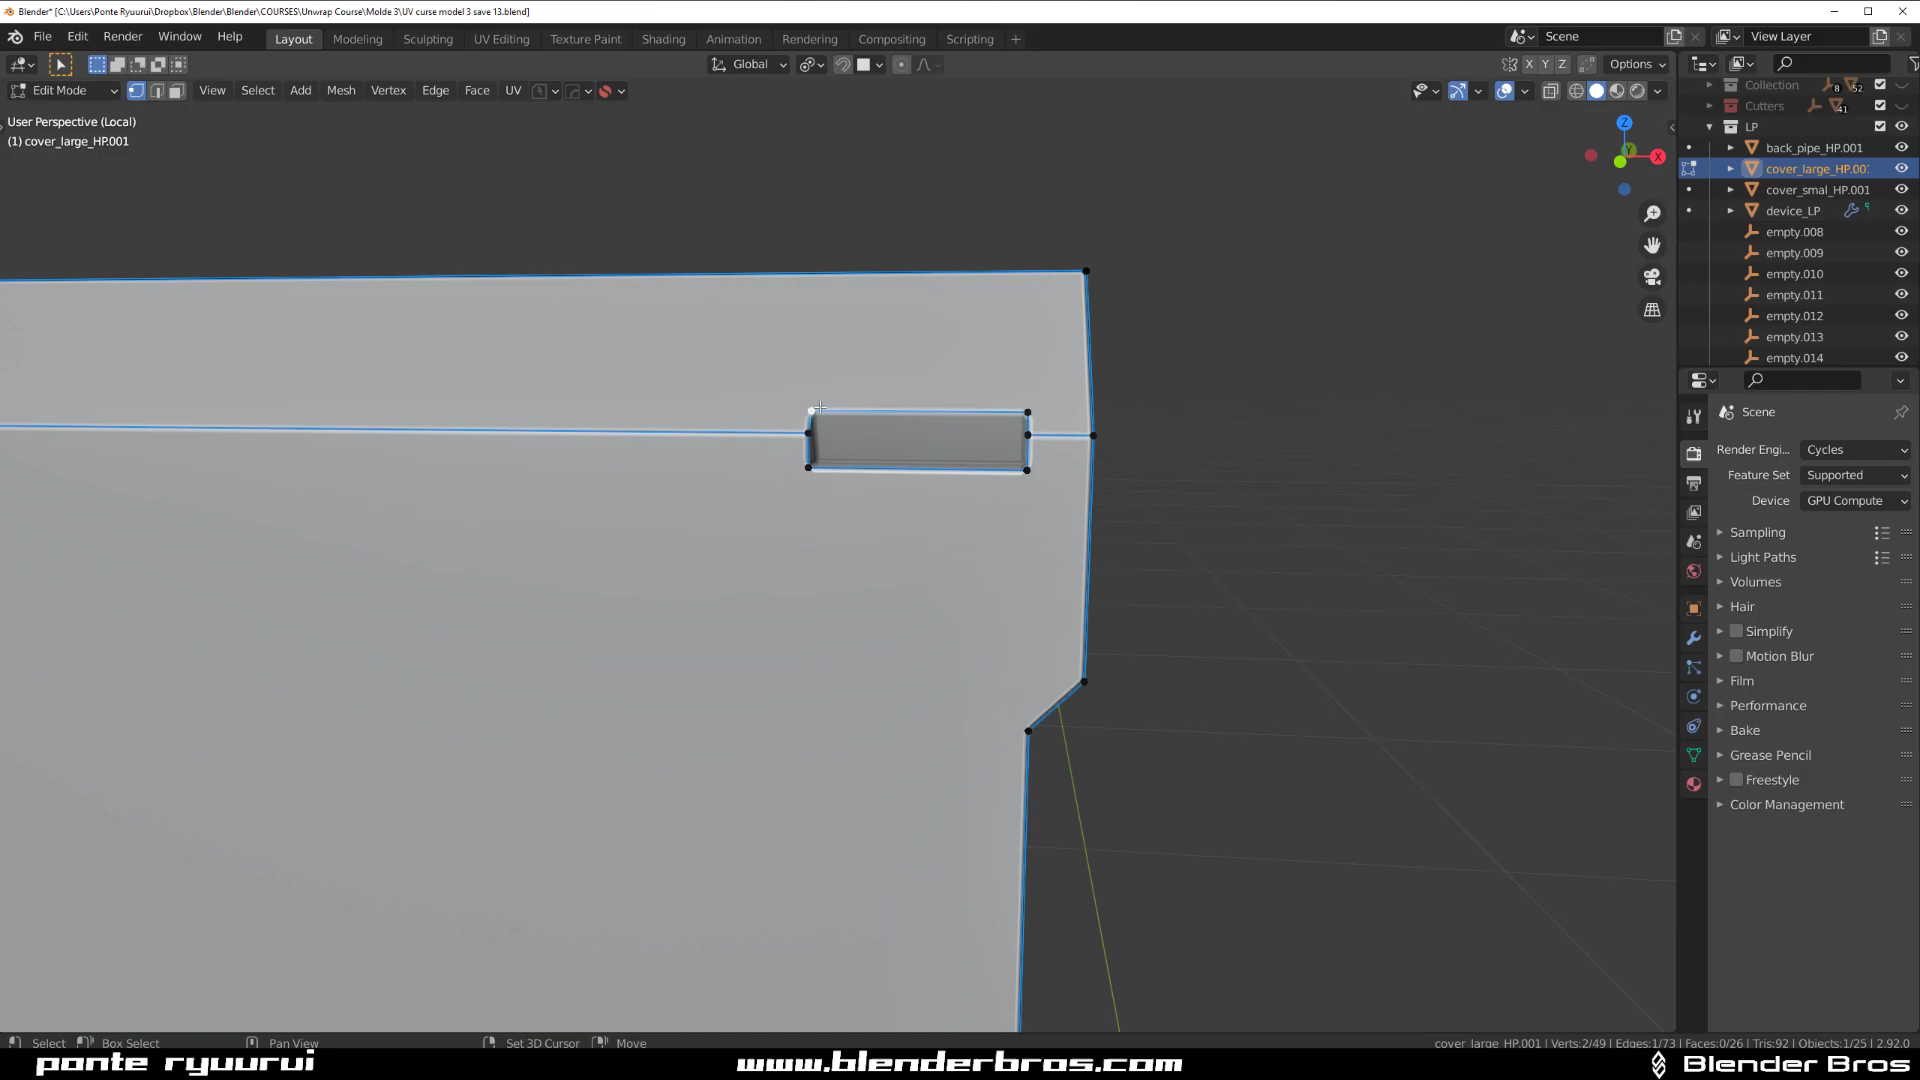 Blender* [C:\Users\Ponte Ryuurui\Dropbox\Blender\Blender\COURSES\Unwrap Course\Molde 3\UV curse model 3 save 13.blend]
File Edit Render Window Help Layout Modeling Sculpting UV Editing Texture Paint Shading Animation Rendering Compositing Scripting + Scene View Layer
Global X Y Z Options
Edit Mode View Select Add Mesh Vertex Edge Face UV
User Perspective (Local)
(1) cover_large_HP.001
Z
Y
X
Collection 8 52
Cutters 41
LP
back_pipe_HP.001
cover_large_HP.00
cover_smal_HP.001
device_LP
empty.008
empty.009
empty.010
empty.011
empty.012
empty.013
empty.014
Scene
Render Engi... Cycles
Feature Set Supported
Device GPU Compute
Sampling
Light Paths
Volumes
Hair
Simplify
Motion Blur
Film
Performance
Bake
Grease Pencil
Freestyle
Color Management
Select Box Select Pan View Set 3D Cursor Move cover_large_HP.001 | Verts:2/49 | Edges:1/73 | Faces:0/26 | Tris:92 | Objects:1/25 | 2.92.0
ponte ryuurui www.blenderbros.com Blender Bros